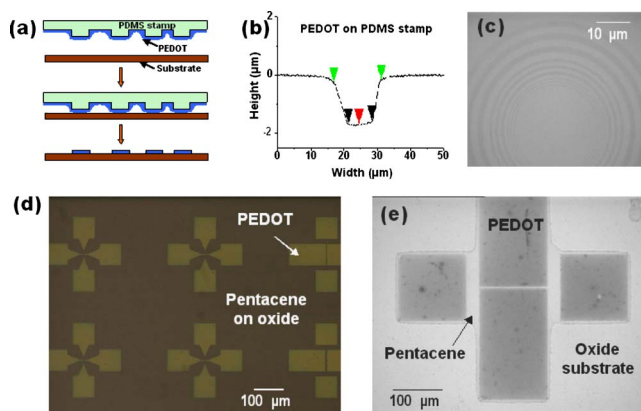 (a)
PDMS stamp
PEDOT
Substrate
(b)
PEDOT on PDMS stamp
Height (µm)
0
-2
0 10 20 30 40 50
Width (µm)
(c)
10 µm
(d)
PEDOT
Pentacene
on oxide
100 µm
(e)
PEDOT
Pentacene
Oxide
substrate
100 µm